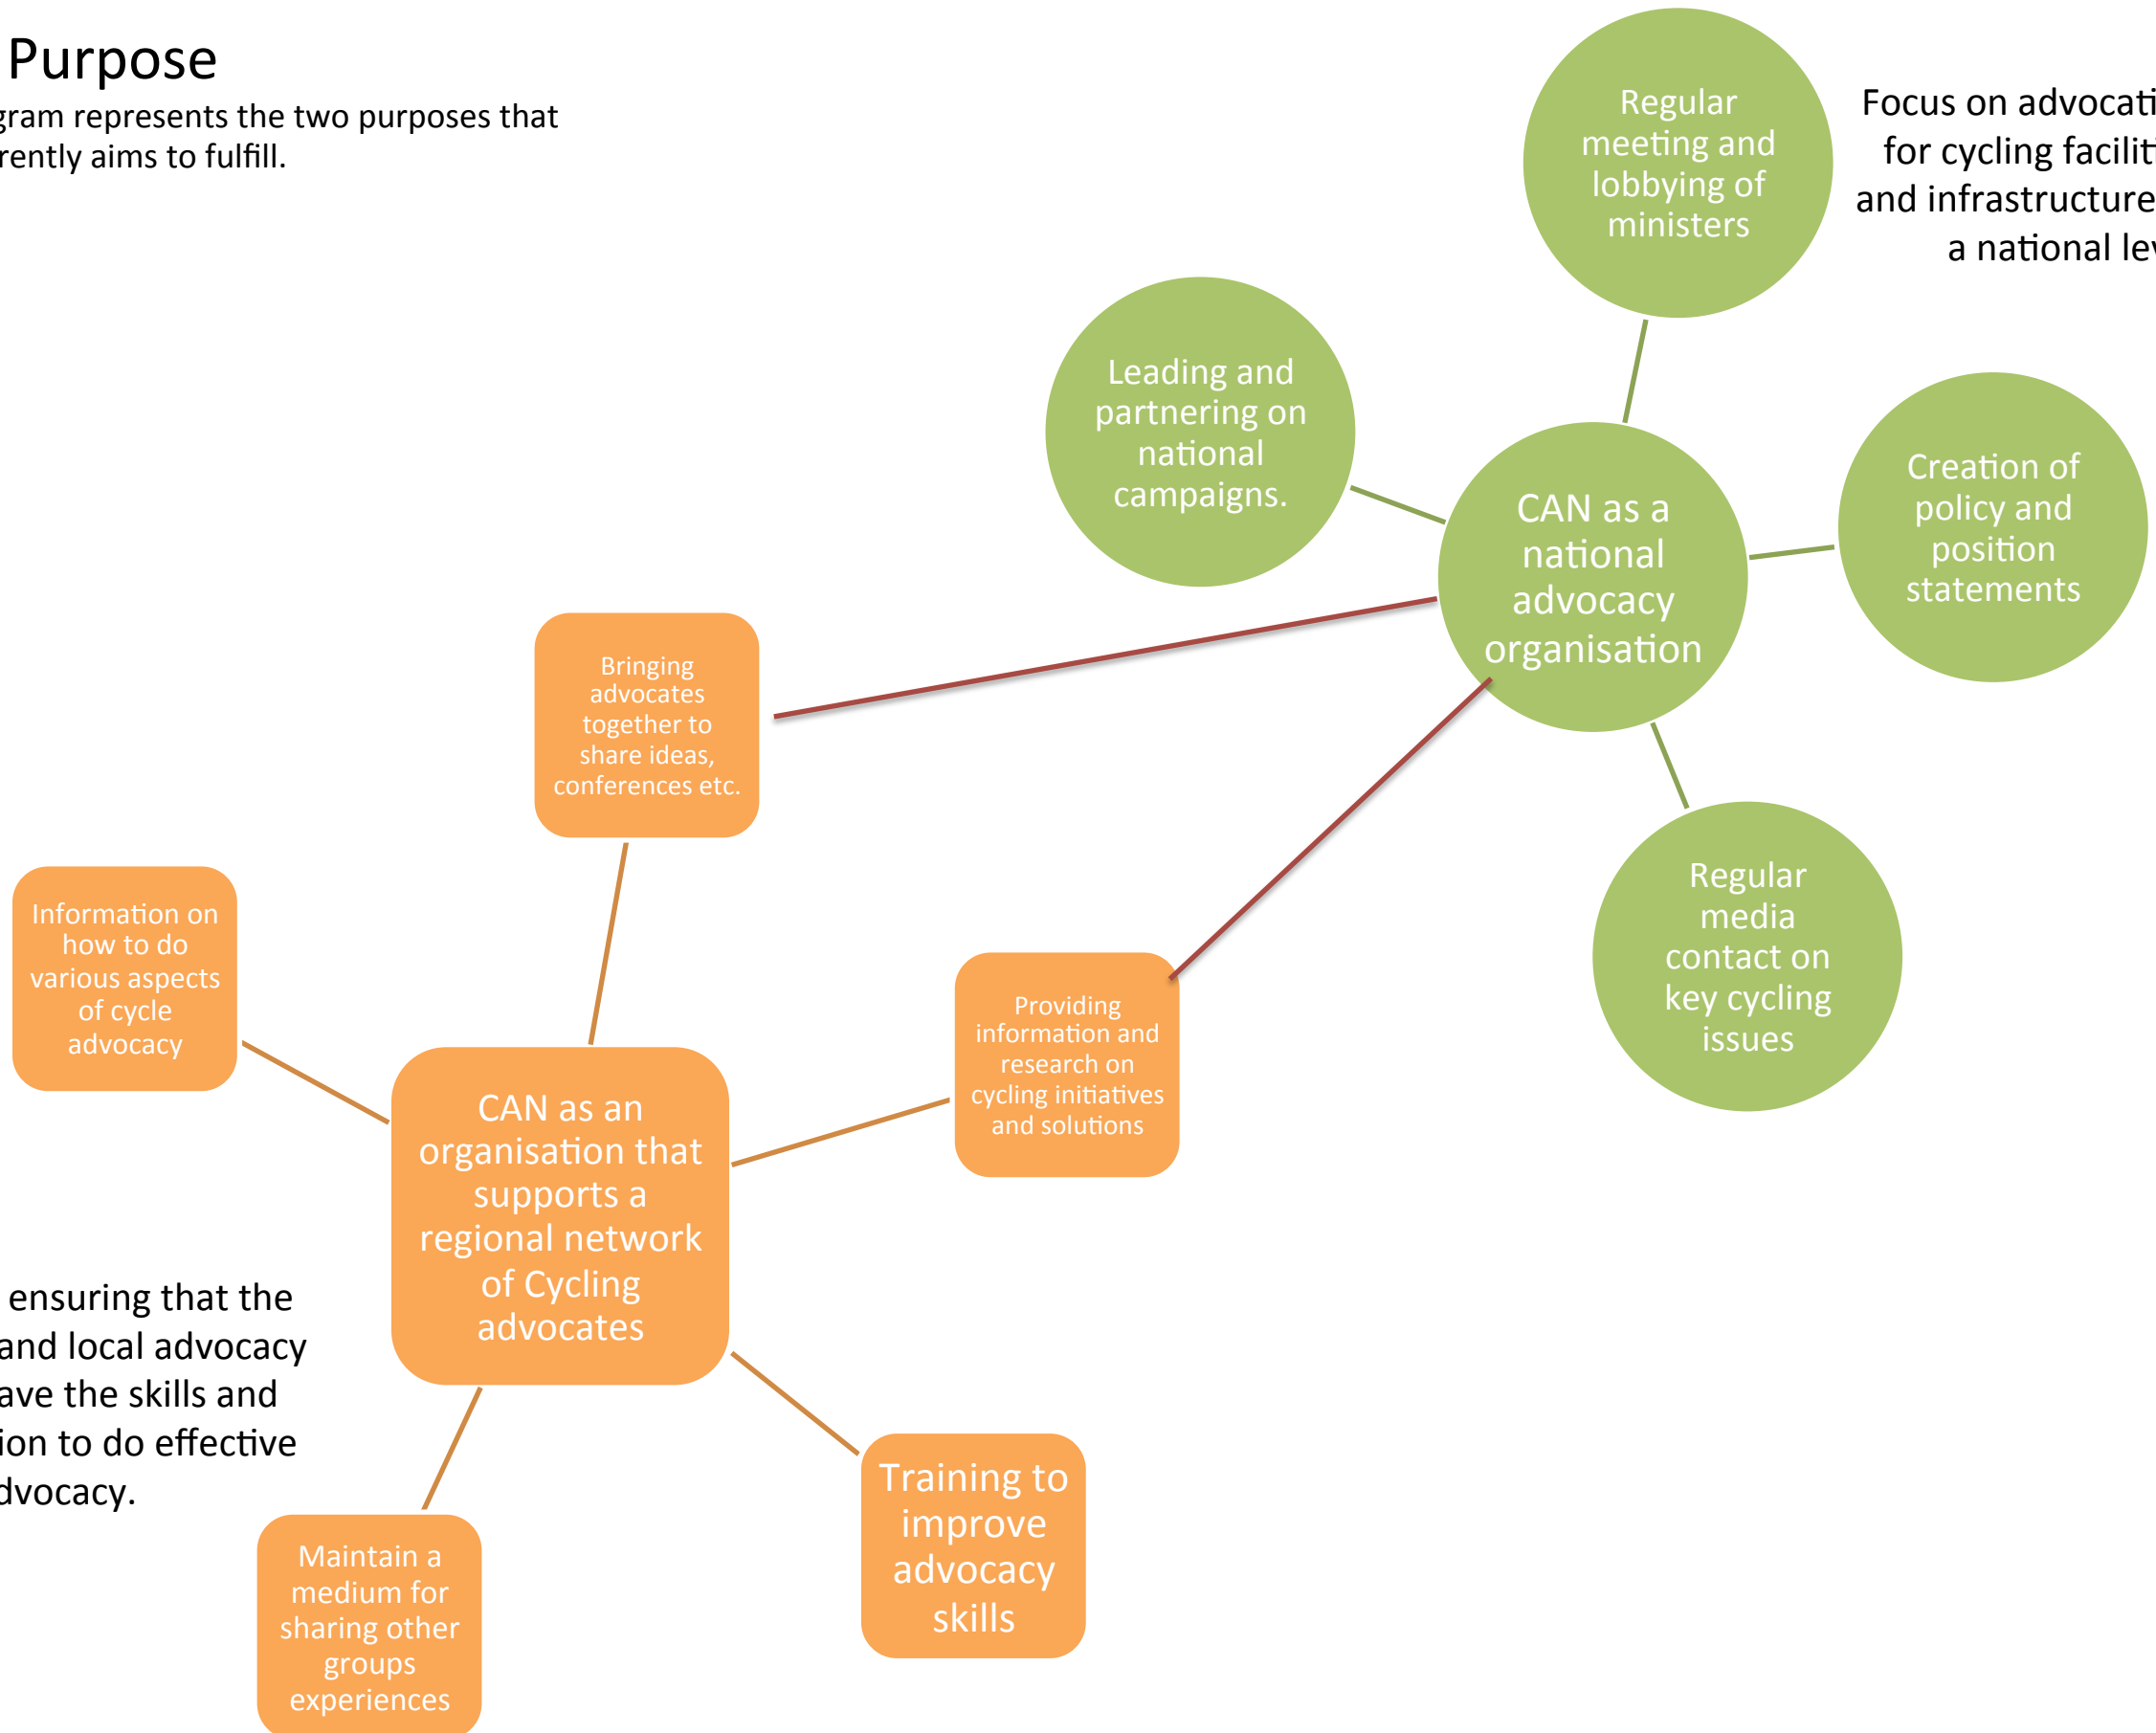 Purpose
gram represents the two purposes that
rently aims to fulfill.
Regular
meeting and
lobbying of
ministers
Focus on advocati
for cycling faciliti
and infrastructure
a national lev
Leading and
partnering on
national
campaigns.
CAN as a
national
advocacy
organisation
Creation of
policy and
position
statements
Bringing
advocates
together to
share ideas,
conferences etc.
Regular
media
contact on
key cycling
issues
Information on
how to do
various aspects
of cycle
advocacy
Providing
information and
research on
cycling initiatives
and solutions
CAN as an
organisation that
supports a
regional network
of Cycling
advocates
ensuring that the
and local advocacy
ave the skills and
ion to do effective
dvocacy.
Training to
improve
advocacy
skills
Maintain a
medium for
sharing other
groups
experiences